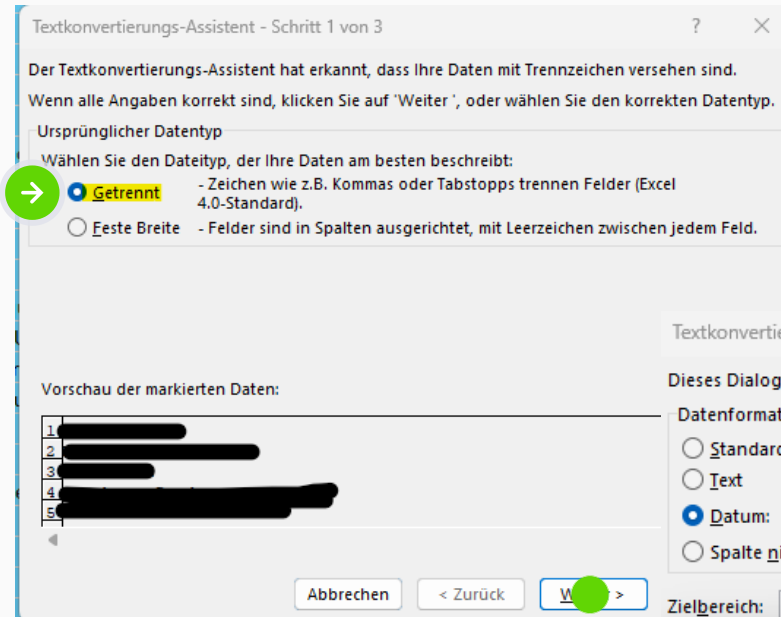 Textkonvertierungs-Assistent - Schritt 1 von 3
Der Textkonvertierungs-Assistent hat erkannt, dass Ihre Daten mit Trennzeichen versehen sind.
Wenn alle Angaben korrekt sind, klicken Sie auf 'Weiter ', oder wählen Sie den korrekten Datentyp.
Ursprünglicher Datentyp
Wählen Sie den Dateityp, der Ihre Daten am besten beschreibt:
Getrennt - Zeichen wie z.B. Kommas oder Tabstopps trennen Felder (Excel
4.0-Standard).
Feste Breite - Felder sind in Spalten ausgerichtet, mit Leerzeichen zwischen jedem Feld.
Vorschau der markierten Daten:
1
2
3
4
5
Abbrechen < Zurück >
Dieses
Text
Datum:
Spalte
Zielbereich: